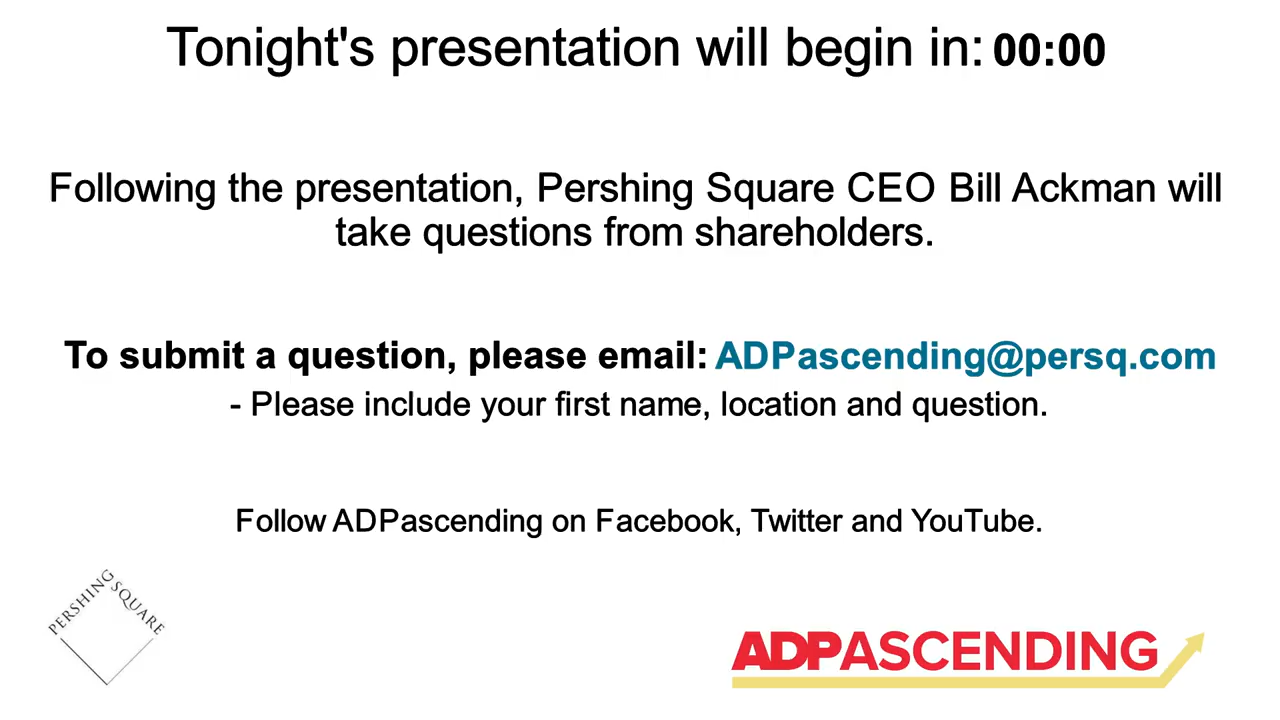 Tonight's presentation will begin in: 00:00
Following the presentation, Pershing Square CEO Bill Ackman will
take questions from shareholders.
To submit a question, please email: ADPascending@persq.com
- Please include your first name, location and question.
Follow ADPascending on Facebook, Twitter and YouTube.
PERSHING SQUARE
ADPASCENDING